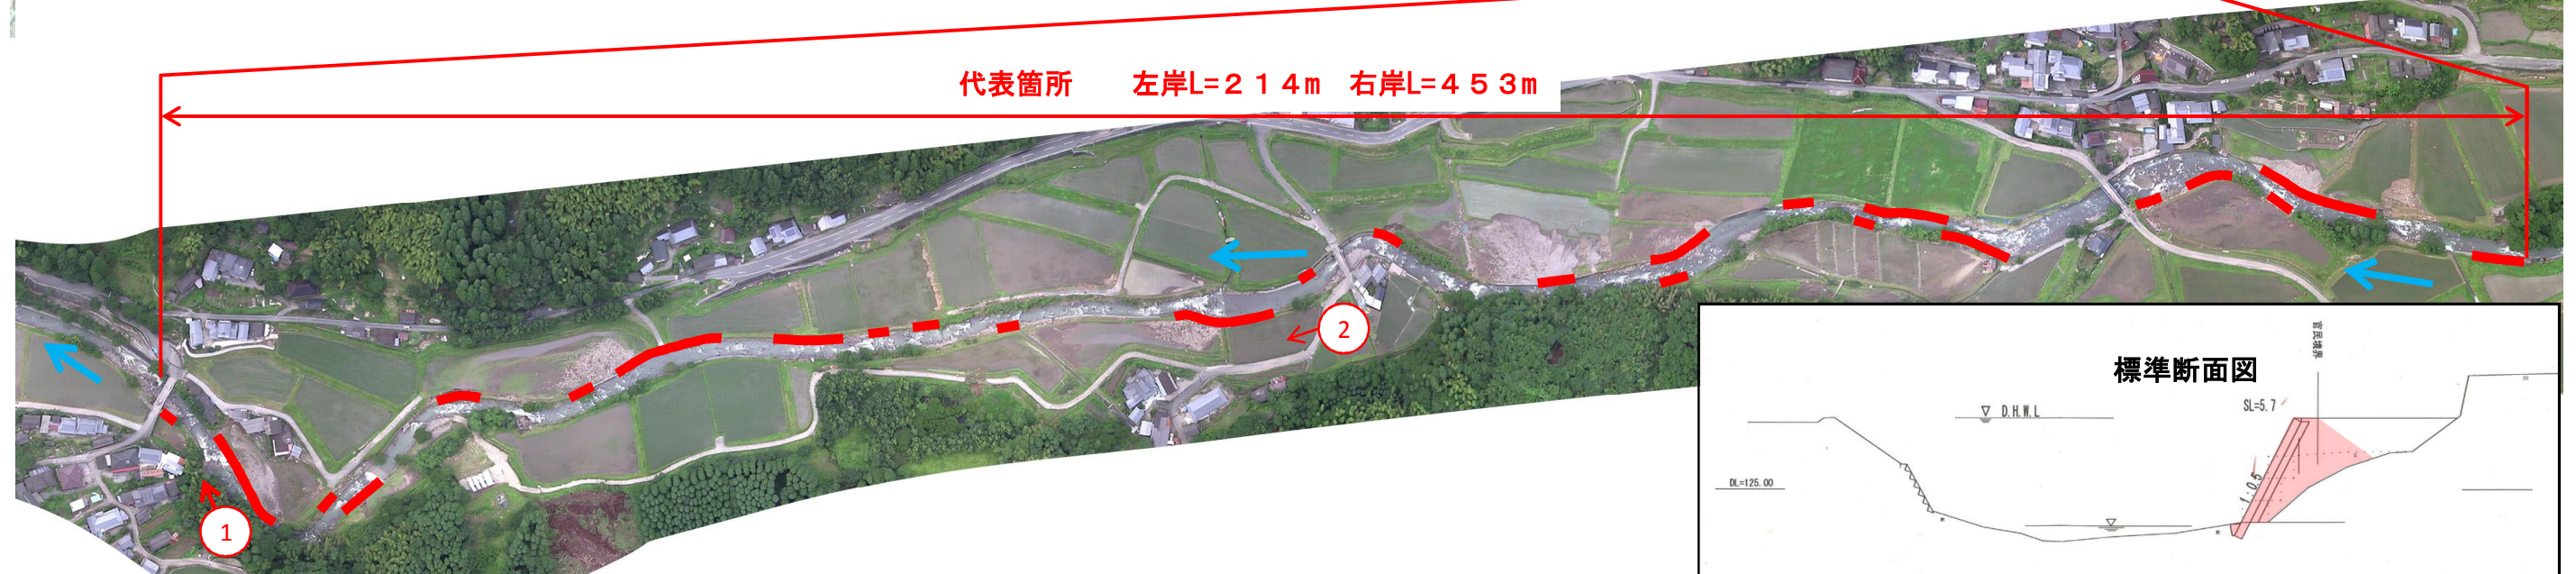 代表箇所　　左岸L=２１４m　右岸L=４５３m
2
1
標準断面図
官民境界
D.H.W.L
SL=5.7
1:0.5
DL=125.00